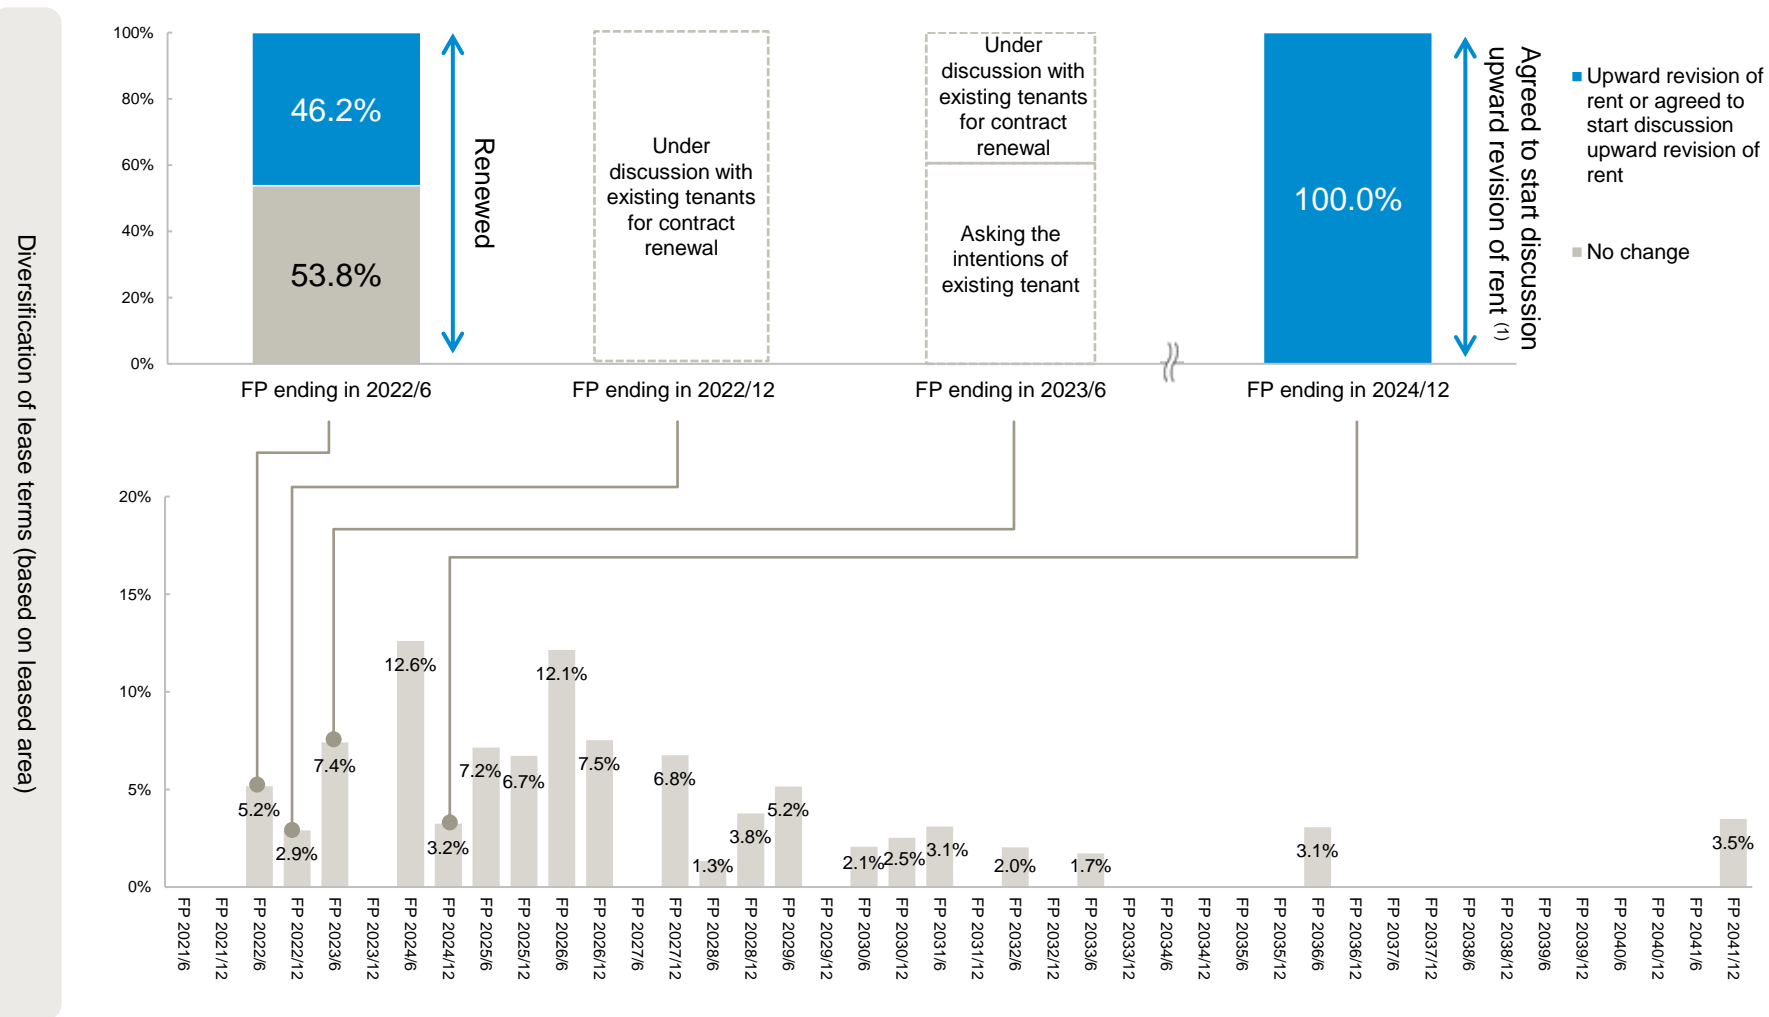 Diversification of lease terms (based on leased area)
100%
80%
60%
40%
20%
0%
46.2%
53.8%
Renewed
Under
discussion with
existing tenants
for contract
renewal
Under
discussion with
existing tenants
for contract
renewal
Asking the
intentions of
existing tenant
100.0%
Agreed to start discussion
upward revision of rent (1)
Upward revision of
rent or agreed to
start discussion
upward revision of
rent
No change
FP ending in 2022/6
FP ending in 2022/12
FP ending in 2023/6
FP ending in 2024/12
20%
15%
10%
5%
0%
5.2%
2.9%
7.4%
12.6%
3.2%
7.2%
6.7%
12.1%
7.5%
6.8%
1.3%
3.8%
5.2%
2.1%
2.5%
3.1%
2.0%
1.7%
3.1%
3.5%
FP 2021/6
FP 2021/12
FP 2022/6
FP 2022/12
FP 2023/6
FP 2023/12
FP 2024/6
FP 2024/12
FP 2025/6
FP 2025/12
FP 2026/6
FP 2026/12
FP 2027/6
FP 2027/12
FP 2028/6
FP 2028/12
FP 2029/6
FP 2029/12
FP 2030/6
FP 2030/12
FP 2031/6
FP 2031/12
FP 2032/6
FP 2032/12
FP 2033/6
FP 2033/12
FP 2034/6
FP 2034/12
FP 2035/6
FP 2035/12
FP 2036/6
FP 2036/12
FP 2037/6
FP 2037/12
FP 2038/6
FP 2038/12
FP 2039/6
FP 2039/12
FP 2040/6
FP 2040/12
FP 2041/6
FP 2041/12